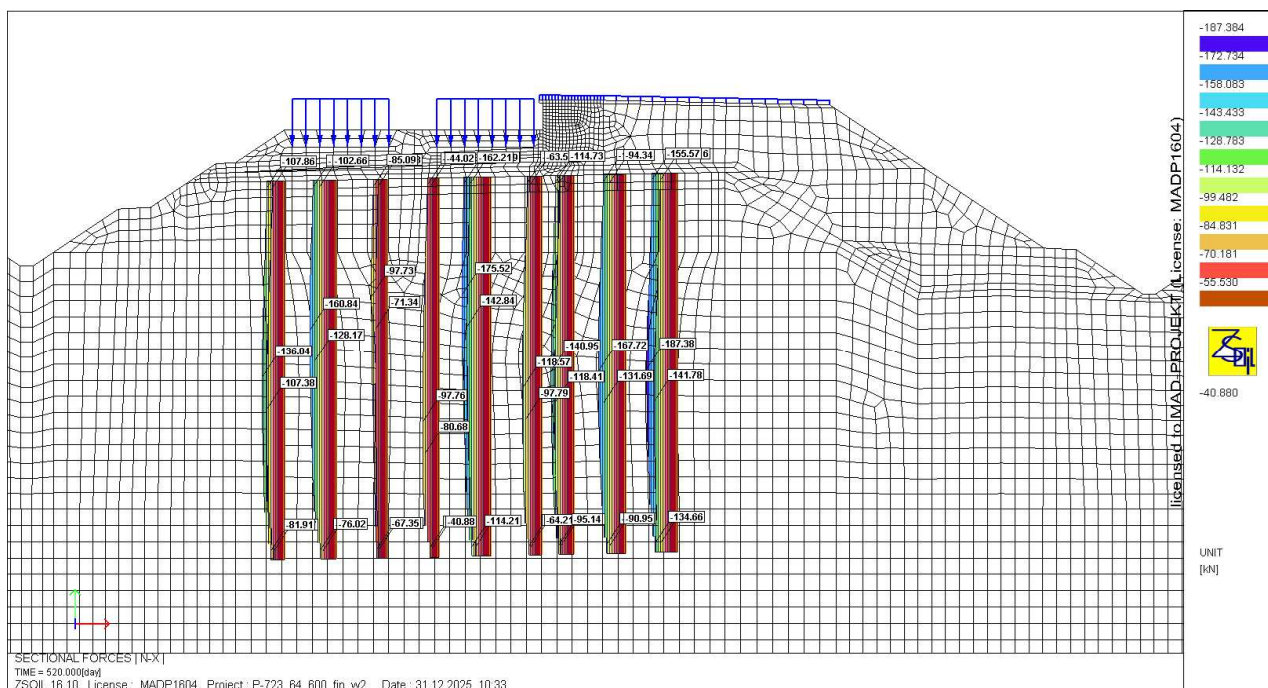 -187.384
-172.734
-158.083
-143.433
-128.783
-114.132
-99.482
-84.831
-70.181
-55.530
-40.880
UNIT
[kN]
licensed to MAD-PROJEKT (License: MADP1604)
-107.86 -102.66 -85.09 -44.02 -162.21 -63.5 -114.73 -94.34 -155.57
-97.73 -175.52
-160.84 -71.34 -142.84
-128.17 -140.95 -167.72 -187.38
-136.04 -118.57
-107.38 -118.41 -131.69 -141.78
-97.76 -97.79
-80.68
-81.91 -76.02 -67.35 -40.88 -114.21 -64.21 -95.14 -90.95 -134.66
SECTIONAL FORCES | N-X |
TIME = 520.000[day]
ZSOIL 16.10 License : MADP1604 Project : P-723_64_600_fin_w2 Date : 31.12.2025 10:33